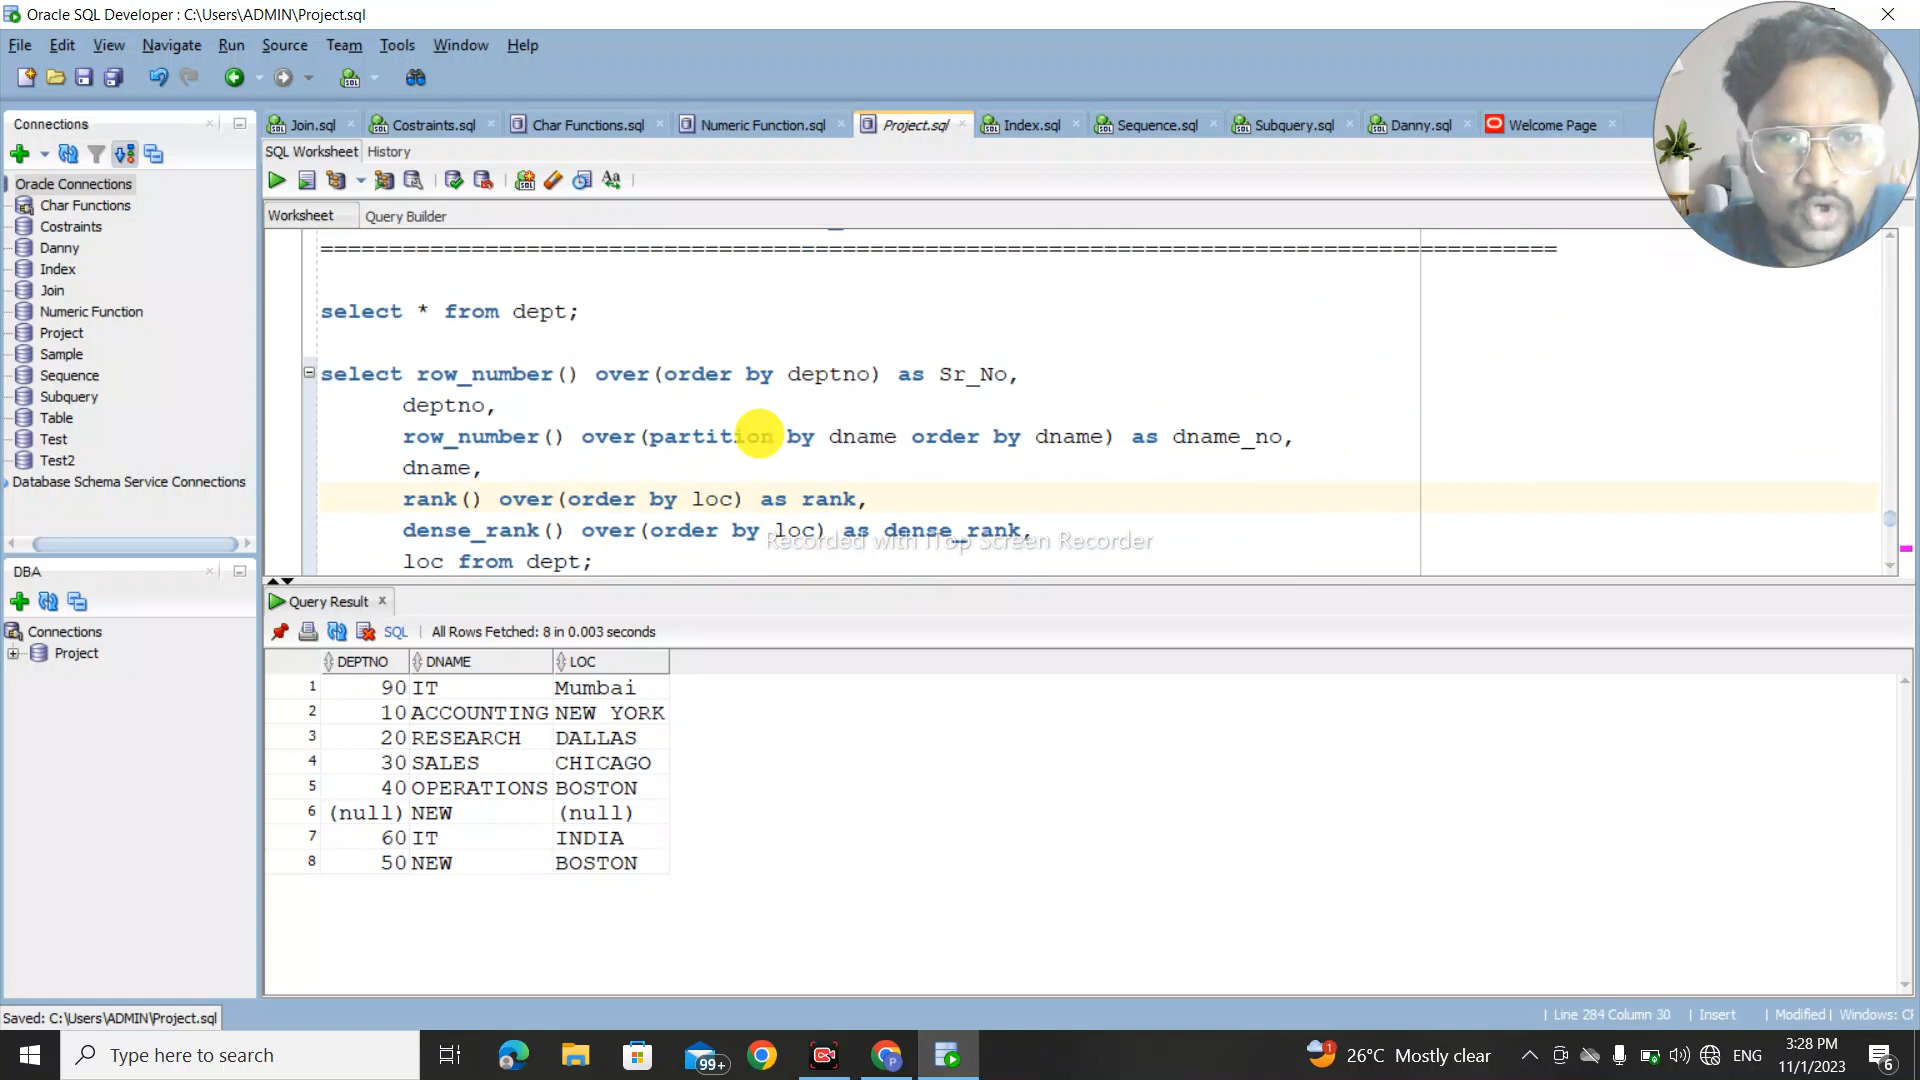 Oracle SQL Developer : C:\Users\ADMIN\Project.sql
File Edit View Navigate Run Source Team Tools Window Help
Connections
Join.sql Costraints.sql Char Functions.sql Numeric Function.sql Project.sql Index.sql Sequence.sql Subquery.sql Danny.sql Welcome Page
SQL Worksheet History
Worksheet Query Builder
Oracle Connections
Char Functions
Costraints
Danny
Index
Join
Numeric Function
Project
Sample
Sequence
Subquery
Table
Test
Test2
Database Schema Service Connections
DBA
Connections
Project
==========================================================================================
select * from dept;
select row_number() over(order by deptno) as Sr_No,
deptno,
row_number() over(partition by dname order by dname) as dname_no,
dname,
rank() over(order by loc) as rank,
dense_rank() over(order by loc) as dense_rank,
Recorded with iTop Screen Recorder
loc from dept;
Query Result
SQL | All Rows Fetched: 8 in 0.003 seconds
DEPTNO DNAME LOC
1 90 IT Mumbai
2 10 ACCOUNTING NEW YORK
3 20 RESEARCH DALLAS
4 30 SALES CHICAGO
5 40 OPERATIONS BOSTON
6 (null) NEW (null)
7 60 IT INDIA
8 50 NEW BOSTON
Saved: C:\Users\ADMIN\Project.sql
| Line 284 Column 30 | Insert | Modified | Windows: CF
Type here to search
99+
26°C Mostly clear
ENG
3:28 PM
11/1/2023
6